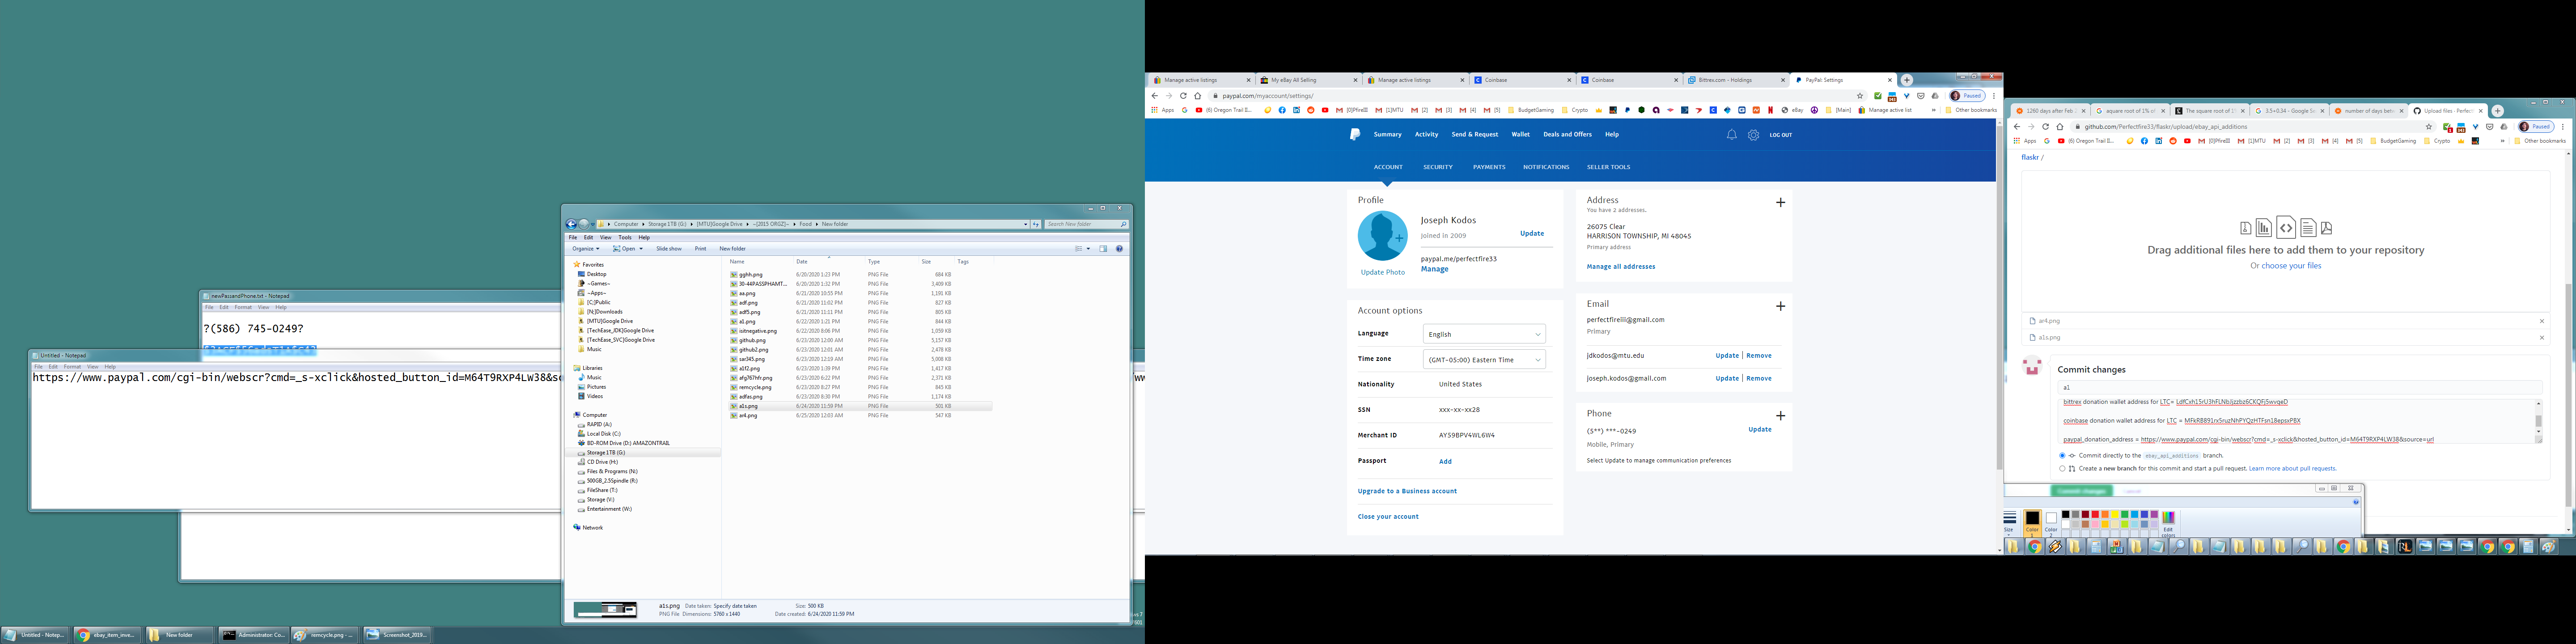 newPassandPhone.txt - Notepad
File Edit Format View Help
?(586) 745-0249?
Untitled - Notepad
File Edit Format View Help
https://www.paypal.com/cgi-bin/webscr?cmd=_s-xclick&hosted_button_id=M64T9RXP4LW38&so
Computer Storage 1TB (G:) [MTU]Google Drive ~[2015 ORGZ]~ Food New folder
Search New folder
File Edit View Tools Help
Organize Open Slide show Print New folder
Name Date Type Size Tags
Favorites
Desktop
~Games~
~Apps~
[C:]Public
[N:]Downloads
[MTU]Google Drive
[TechEase_JDK]Google Drive
[TechEase_SVC]Google Drive
Music
Libraries
Music
Pictures
Videos
Computer
RAPID (A:)
Local Disk (C:)
BD-ROM Drive (D:) AMAZONTRAIL
Storage 1TB (G:)
CD Drive (H:)
Files & Programs (N:)
500GB_2.5Spindle (R:)
FileShare (T:)
Storage (V:)
Entertainment (W:)
Network
gghh.png 6/20/2020 1:23 PM PNG File 684 KB
30-44PASSPHAMT... 6/20/2020 1:32 PM PNG File 3,409 KB
aa.png 6/21/2020 10:55 PM PNG File 1,191 KB
adf.png 6/21/2020 11:02 PM PNG File 827 KB
adf5.png 6/21/2020 11:11 PM PNG File 805 KB
a1.png 6/22/2020 1:21 PM PNG File 844 KB
isitnegative.png 6/22/2020 8:06 PM PNG File 1,059 KB
github.png 6/23/2020 12:00 AM PNG File 5,157 KB
github2.png 6/23/2020 12:01 AM PNG File 2,478 KB
sar345.png 6/23/2020 12:19 AM PNG File 5,008 KB
a1f2.png 6/23/2020 1:39 PM PNG File 1,417 KB
afg767hfr.png 6/23/2020 6:22 PM PNG File 2,371 KB
remcycle.png 6/23/2020 8:27 PM PNG File 845 KB
adfas.png 6/23/2020 8:30 PM PNG File 1,174 KB
a1s.png 6/24/2020 11:59 PM PNG File 501 KB
ar4.png 6/25/2020 12:03 AM PNG File 547 KB
a1s.png Date taken: Specify date taken Size: 500 KB
PNG File Dimensions: 5760 x 1440 Date created: 6/24/2020 11:59 PM
Untitled - Notep... ebay_item_inve... New folder Administrator: Co... remcycle.png - ... Screenshot_2019...
Manage active listings My eBay All Selling Manage active listings Coinbase Coinbase Bittrex.com - Holdings PayPal: Settings
paypal.com/myaccount/settings/
Paused
Apps (6) Oregon Trail II... [0]PfireIII [1]MTU [2] [3] [4] [5] BudgetGaming Crypto eBay [Main] Manage active list Other bookmarks
Summary Activity Send & Request Wallet Deals and Offers Help LOG OUT
ACCOUNT SECURITY PAYMENTS NOTIFICATIONS SELLER TOOLS
Profile
Joseph Kodos
Joined in 2009
Update
paypal.me/perfectfire33
Manage
Update Photo
Account options
Language English
Time zone (GMT-05:00) Eastern Time
Nationality United States
SSN xxx-xx-xx28
Merchant ID AYS9BPV4WL6W4
Passport Add
Upgrade to a Business account
Close your account
Address
You have 2 addresses.
26075 Clear
HARRISON TOWNSHIP, MI 48045
Primary address
Manage all addresses
Email
perfectfireiii@gmail.com
Primary
jdkodos@mtu.edu Update | Remove
joseph.kodos@gmail.com Update | Remove
Phone
(5**) ***-0249 Update
Mobile, Primary
Select Update to manage communication preferences
1260 days after Feb square root of 1% of The square root of 1 3.5÷0.34 - Google Se number of days betw Upload files · Perfect
github.com/Perfectfire33/flaskr/upload/ebay_api_additions
Paused
Apps (6) Oregon Trail II... [0]PfireIII [1]MTU [2] [3] [4] [5] BudgetGaming Crypto Other bookmarks
flaskr /
Drag additional files here to add them to your repository
Or choose your files
ar4.png
a1s.png
Commit changes
a1
bittrex donation wallet address for LTC= LdfCxh15rU3hFLNbJjzzbz6CKQFj5wvqeD
coinbase donation wallet address for LTC = MFkRB891rx5ruzNhPYQzHTFsn18epsxPBX
paypal_donation_address = https://www.paypal.com/cgi-bin/webscr?cmd=_s-xclick&hosted_button_id=M64T9RXP4LW38&source=url
Commit directly to the ebay_api_additions branch.
Create a new branch for this commit and start a pull request. Learn more about pull requests.
Commit changes
Size Color 1 Color 2 Edit colors